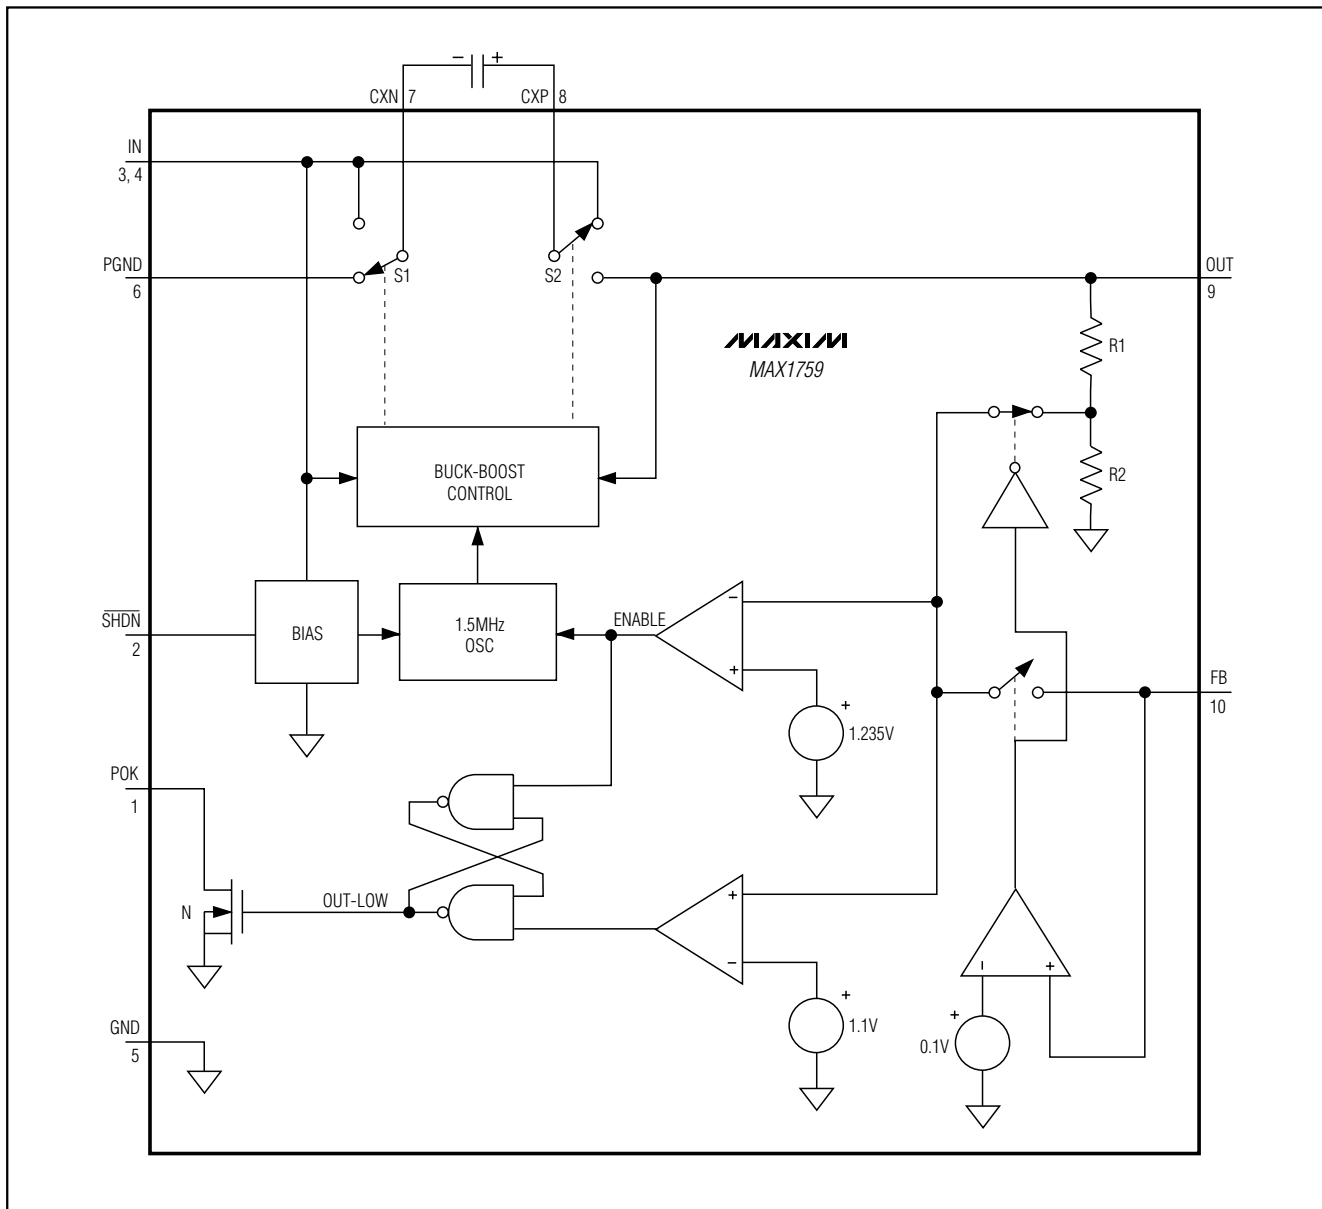 − +
CXN 7
CXP 8
IN
3, 4
PGND
6
S1
S2
OUT
9
MAXIM
MAX1759
R1
R2
BUCK-BOOST
CONTROL
SHDN
2
BIAS
1.5MHz
OSC
ENABLE
−
+
+
1.235V
FB
10
POK
1
N
OUT-LOW
+
−
+
1.1V
− +
+
0.1V
GND
5